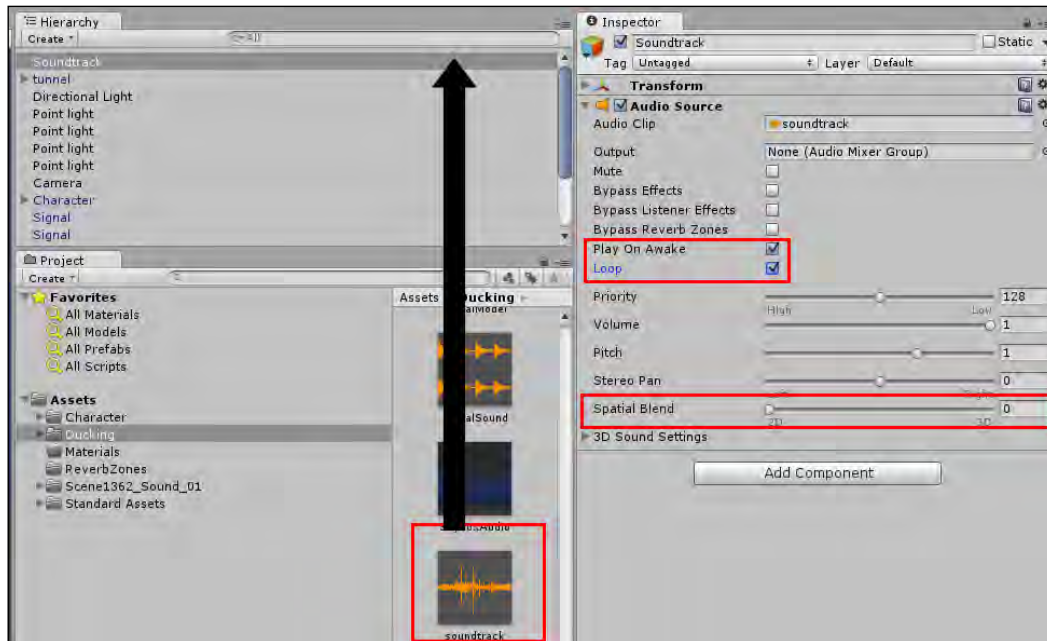 Hierarchy
Create
All
Soundtrack
tunnel
Directional Light
Point light
Point light
Point light
Point light
Camera
Character
Signal
Signal
Project
Create
Favorites
All Materials
All Models
All Prefabs
All Scripts
Assets
Character
Ducking
Materials
ReverbZones
Scene1362_Sound_01
Standard Assets
Assets
Ducking
alModel
alSound
sAudio
soundtrack
Inspector
Soundtrack
Static
Tag Untagged
Layer Default
Transform
Audio Source
Audio Clip
soundtrack
Output
None (Audio Mixer Group)
Mute
Bypass Effects
Bypass Listener Effects
Bypass Reverb Zones
Play On Awake
Loop
Priority
128
High
Low
Volume
1
Pitch
1
Stereo Pan
0
Spatial Blend
0
2D
3D
3D Sound Settings
Add Component